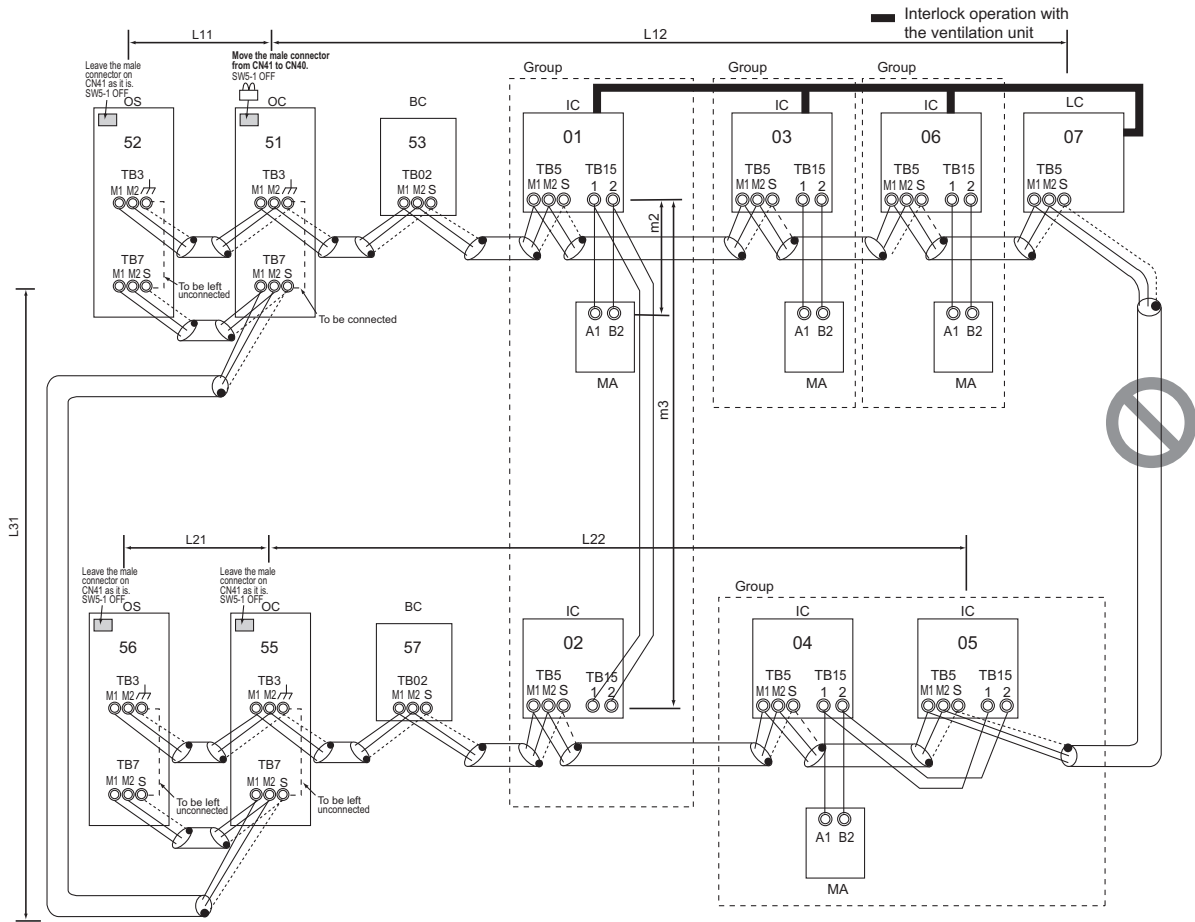 Interlock operation with
the ventilation unit
L11
L12
Leave the male
connector on
CN41 as it is.
SW5-1 OFF
Move the male connector
from CN41 to CN40.
SW5-1 OFF
Group
Group
Group
OS
OC
BC
IC
IC
IC
LC
52
51
53
01
03
06
07
TB3
TB3
TB02
TB5
TB15
TB5
TB15
TB5
TB15
TB5
M1 M2
M1 M2
M1 M2 S
M1 M2 S
1 2
M1 M2 S
1 2
M1 M2 S
1 2
M1 M2 S
m2
TB7
M1 M2 S
To be left
unconnected
TB7
M1 M2 S
To be connected
A1 B2
MA
A1 B2
MA
A1 B2
MA
m3
L31
L21
L22
Leave the male
connector on
CN41 as it is.
SW5-1 OFF
Leave the male
connector on
CN41 as it is.
SW5-1 OFF
Group
OS
OC
BC
IC
IC
IC
56
55
57
02
04
05
TB3
TB3
TB02
TB5
TB15
TB5
TB15
TB5
TB15
M1 M2
M1 M2
M1 M2 S
M1 M2 S
1 2
M1 M2 S
1 2
M1 M2 S
1 2
TB7
M1 M2 S
To be left
unconnected
TB7
M1 M2 S
To be left
unconnected
A1 B2
MA